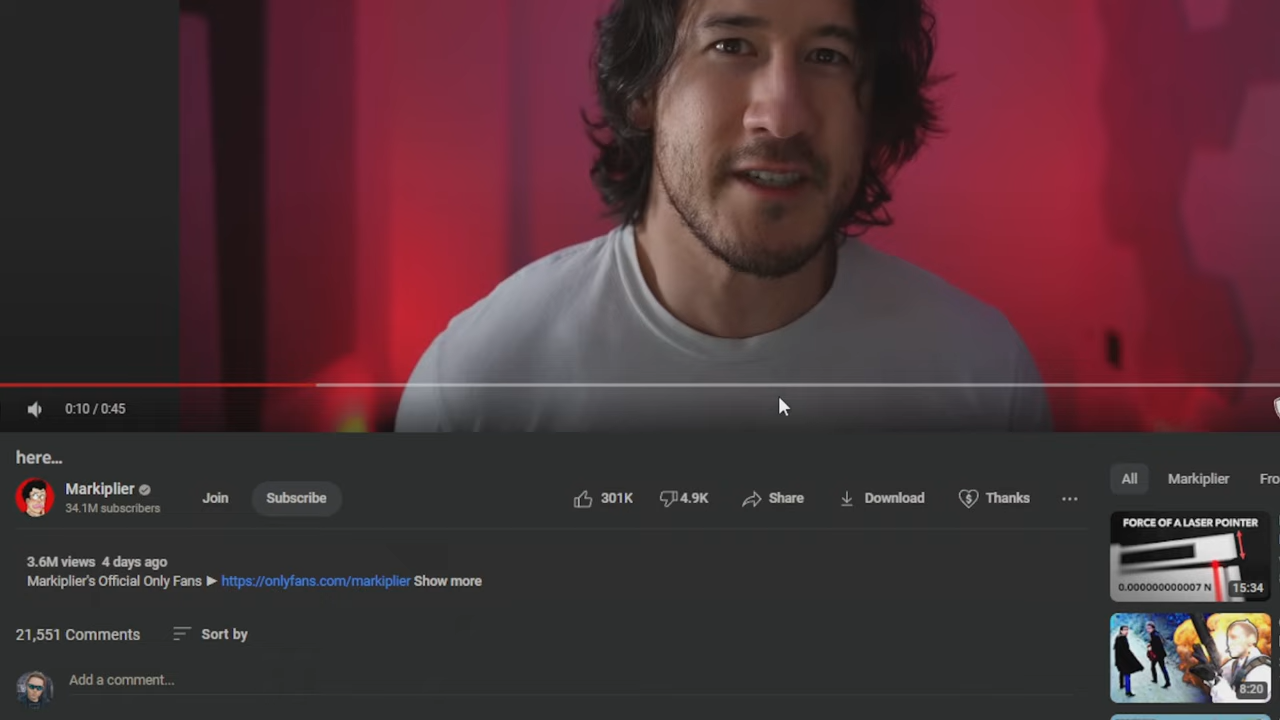 0:10 / 0:45
here...
Markiplier
34.1M subscribers
Join
Subscribe
301K
4.9K
Share
Download
Thanks
...
3.6M views 4 days ago
Markiplier's Official Only Fans ► https://onlyfans.com/markiplier Show more
21,551 Comments
Sort by
Add a comment...
All
Markiplier
Fro
FORCE OF A LASER POINTER
0.000000000007 N
15:34
8:20